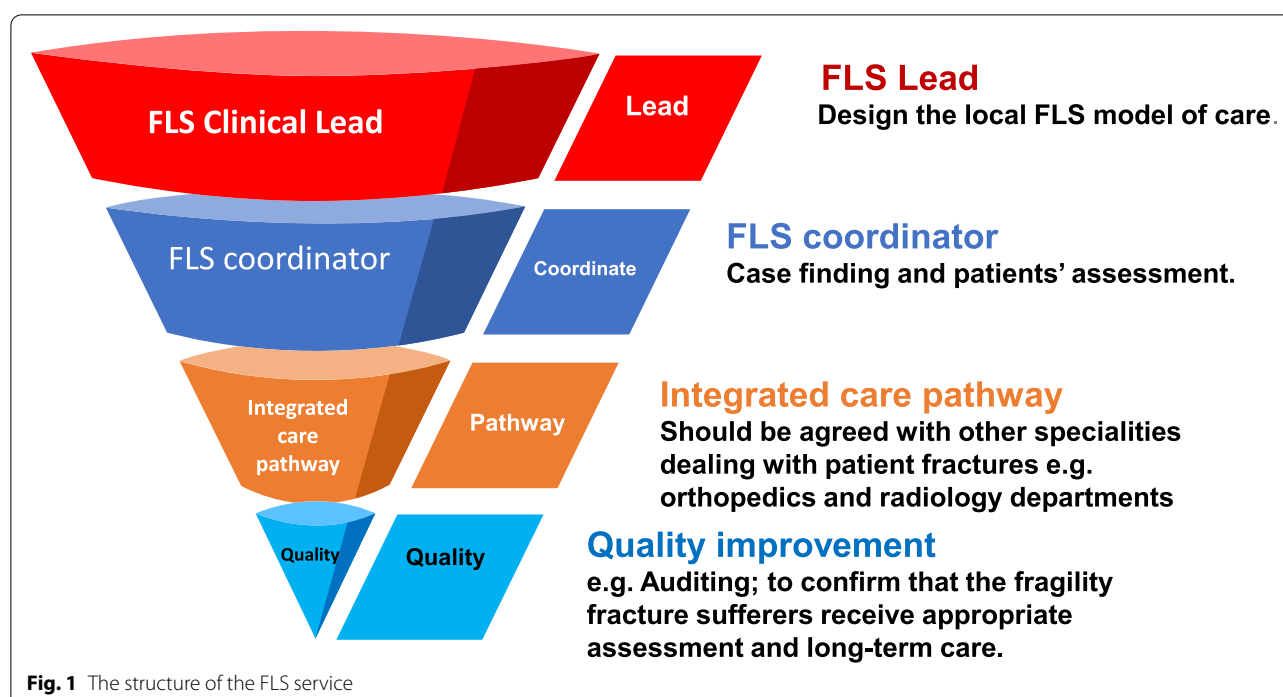 FLS Clinical Lead
Lead
FLS Lead
Design the local FLS model of care.
FLS coordinator
Coordinate
FLS coordinator
Case finding and patients’ assessment.
Integrated
care
pathway
Pathway
Integrated care pathway
Should be agreed with other specialities
dealing with patient fractures e.g.
orthopedics and radiology departments
Quality
Quality
Quality improvement
e.g. Auditing; to confirm that the fragility
fracture sufferers receive appropriate
assessment and long-term care.
Fig. 1 The structure of the FLS service